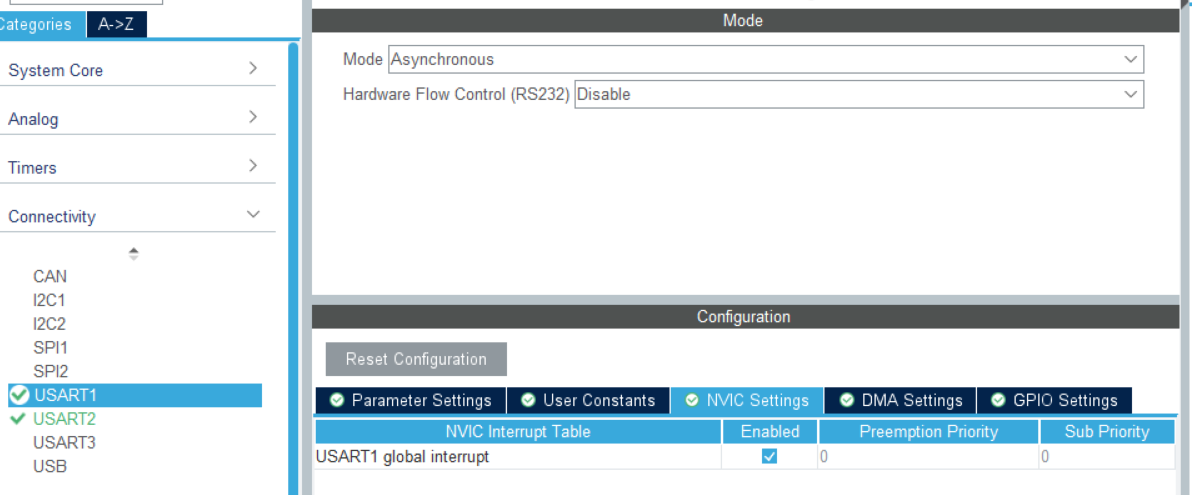 Categories A->Z
System Core
Analog
Timers
Connectivity
CAN
I2C1
I2C2
SPI1
SPI2
USART1
USART2
USART3
USB
Mode
Mode Asynchronous
Hardware Flow Control (RS232) Disable
Configuration
Reset Configuration
Parameter Settings User Constants NVIC Settings DMA Settings GPIO Settings
NVIC Interrupt Table Enabled Preemption Priority Sub Priority
USART1 global interrupt 0 0